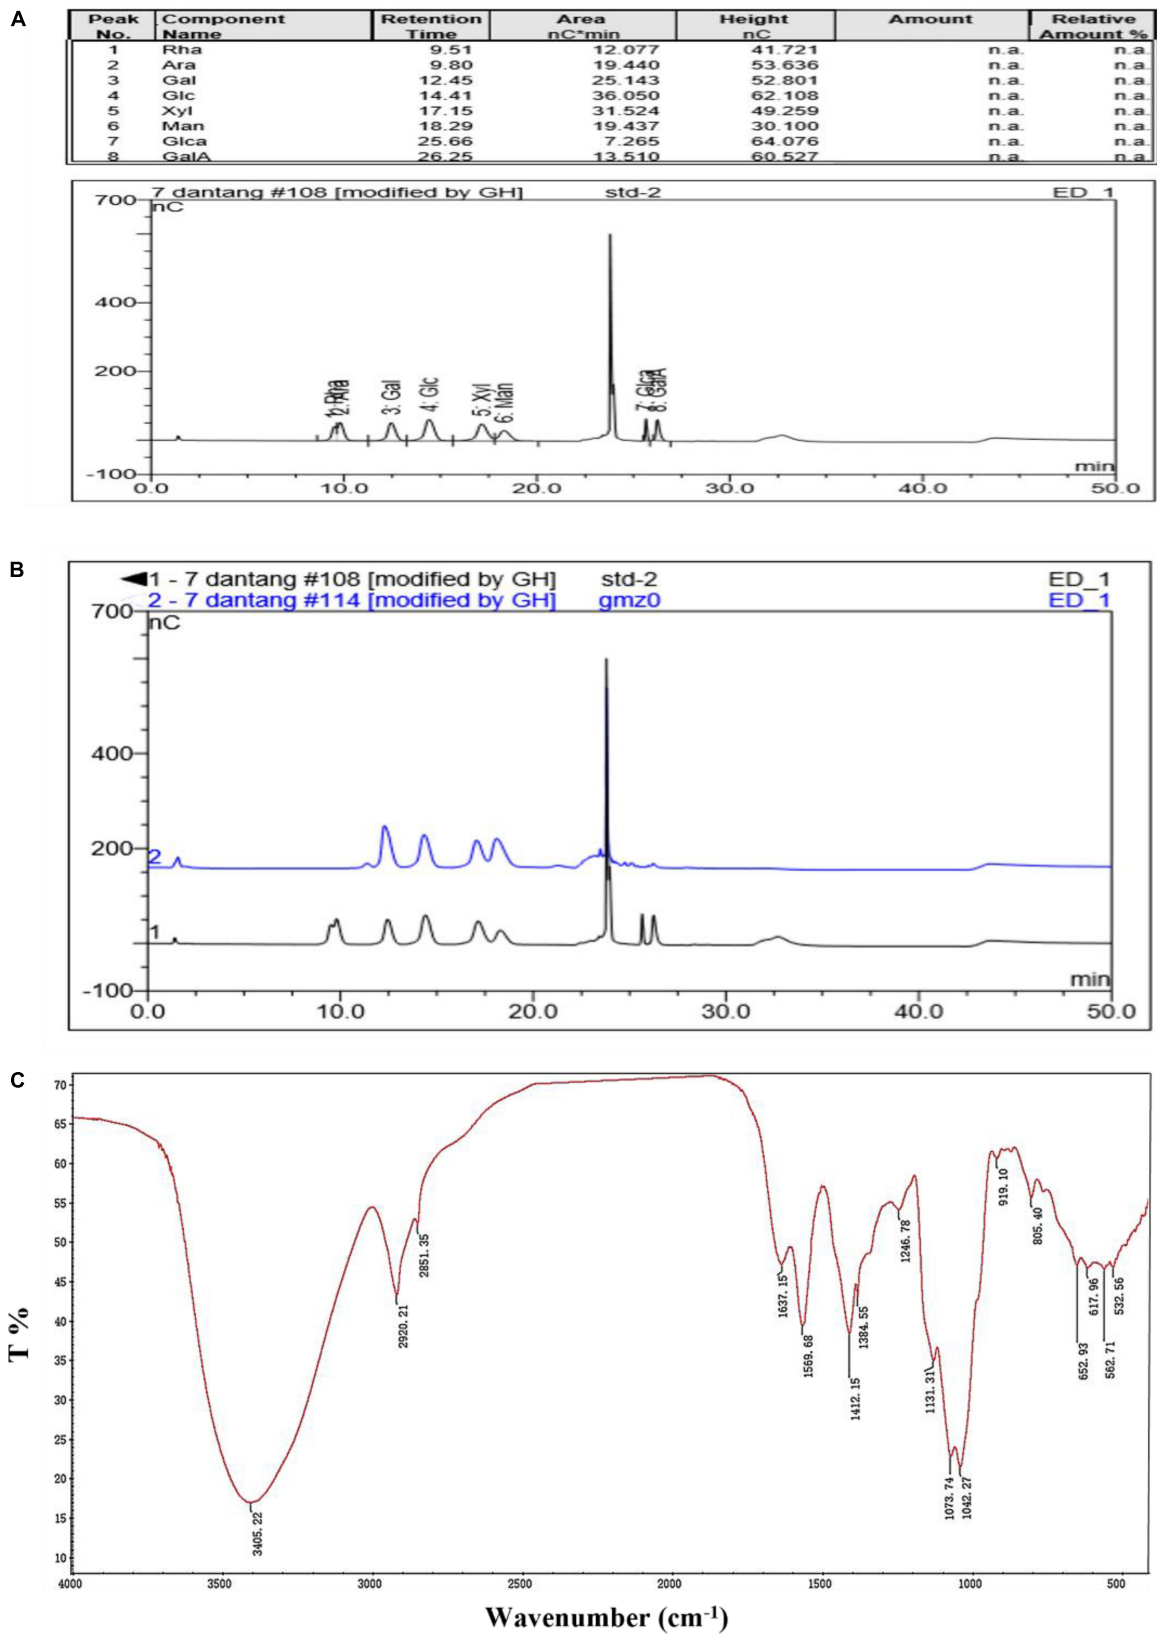 A
Peak No. Component Name Retention Time Area nC*min Height nC Amount Relative Amount %
1 Rha 9.51 12.077 41.721 n.a. n.a.
2 Ara 9.80 19.440 53.636 n.a. n.a.
3 Gal 12.45 25.143 52.801 n.a. n.a.
4 Glc 14.41 36.050 62.108 n.a. n.a.
5 Xyl 17.15 31.524 49.259 n.a. n.a.
6 Man 18.29 19.437 30.100 n.a. n.a.
7 Glca 25.66 7.265 64.076 n.a. n.a.
8 GalA 26.25 13.510 60.527 n.a. n.a.
7 dantang #108 [modified by GH] std-2 ED_1
700
nC
400
200
-100
1: Rha
2: Ara
3: Gal
4: Glc
5: Xyl
6: Man
7: Glca
8: GalA
min
0.0 10.0 20.0 30.0 40.0 50.0
B
1 - 7 dantang #108 [modified by GH] std-2 ED_1
2 - 7 dantang #114 [modified by GH] gmz0 ED_1
700
nC
400
200
2
1
-100
min
0.0 10.0 20.0 30.0 40.0 50.0
C
70
65
60
55
50
45
40
35
30
25
20
15
10
T %
3405.22
2920.21
2851.35
1637.15
1569.68
1412.15
1384.55
1246.78
1131.31
1073.74
1042.27
919.10
805.40
652.93
617.96
562.71
532.56
4000 3500 3000 2500 2000 1500 1000 500
Wavenumber (cm-1)